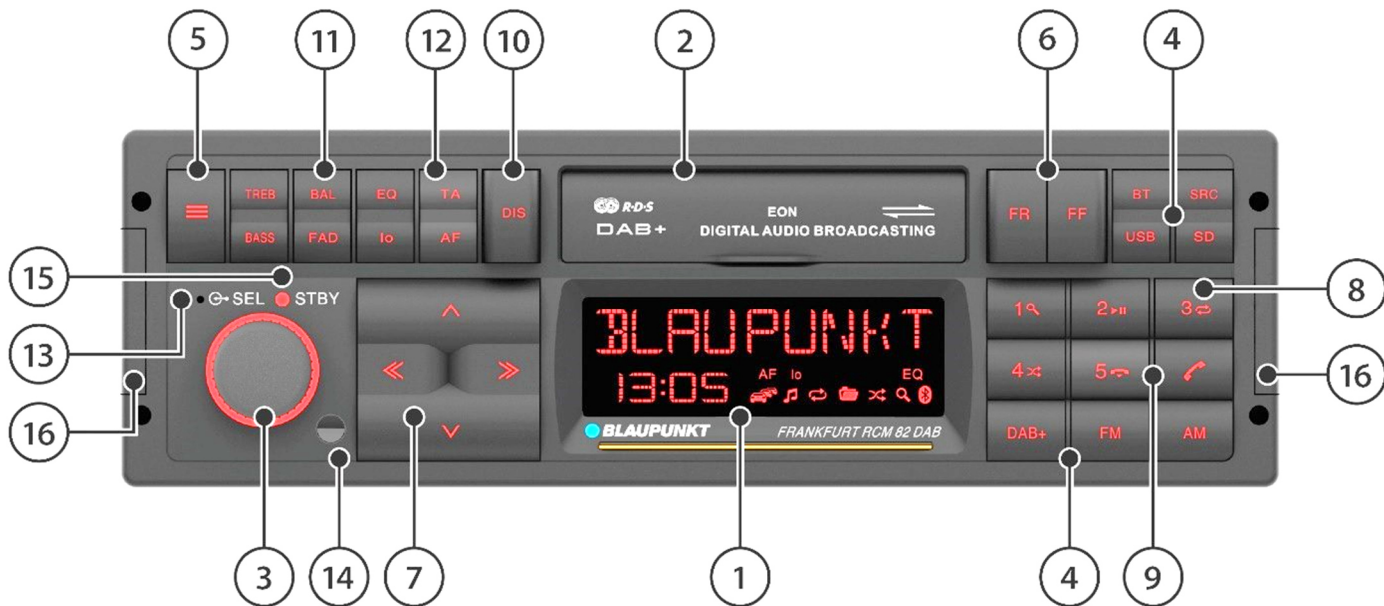 5 11 12 10 2 6 4
TREB BAL EQ TA
DIS
R·D·S
EON
FR FF
BT SRC
BASS FAD lo AF
DAB+ DIGITAL AUDIO BROADCASTING
USB SD
15
SEL STBY
8
1 2 3
13
BLAUPUNKT
4 5
16
13:05 AF lo EQ
16
BLAUPUNKT FRANKFURT RCM 82 DAB
DAB+ FM AM
3 14 7 1 4 9